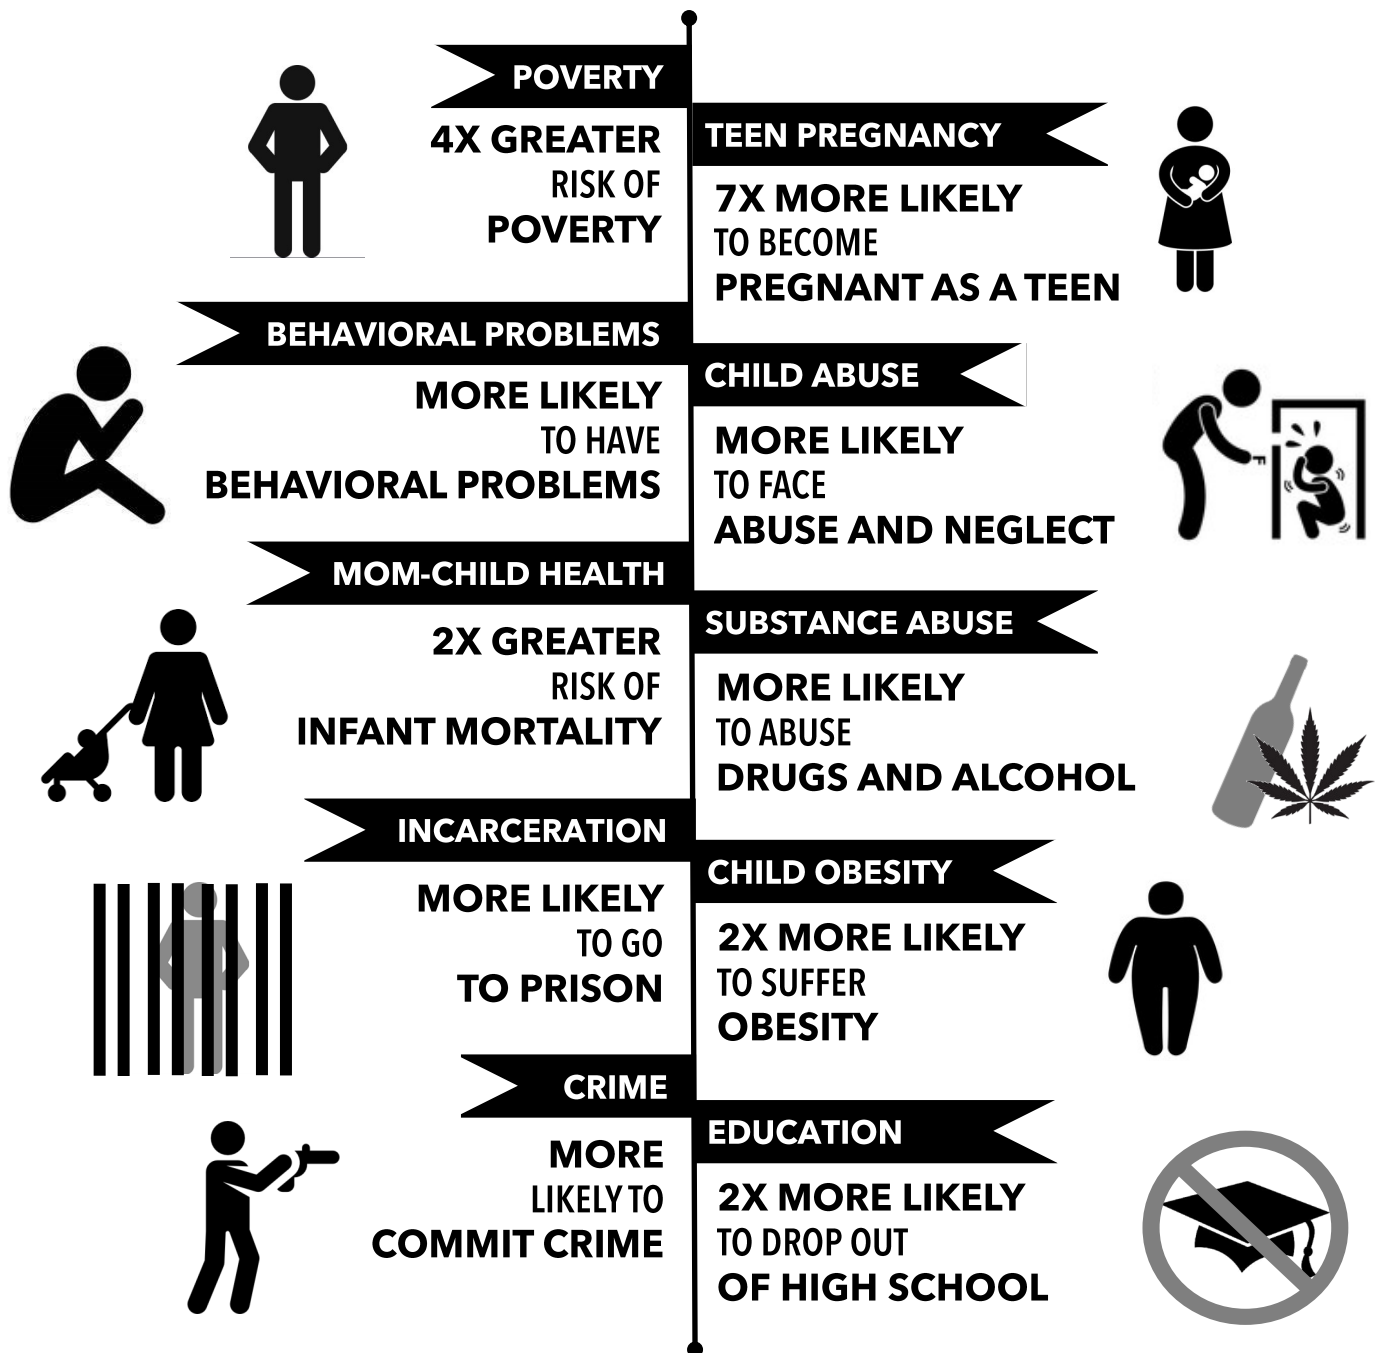 POVERTY
4X GREATER
RISK OF
POVERTY
TEEN PREGNANCY
7X MORE LIKELY
TO BECOME
PREGNANT AS A TEEN
BEHAVIORAL PROBLEMS
MORE LIKELY
TO HAVE
BEHAVIORAL PROBLEMS
CHILD ABUSE
MORE LIKELY
TO FACE
ABUSE AND NEGLECT
MOM-CHILD HEALTH
2X GREATER
RISK OF
INFANT MORTALITY
SUBSTANCE ABUSE
MORE LIKELY
TO ABUSE
DRUGS AND ALCOHOL
INCARCERATION
MORE LIKELY
TO GO
TO PRISON
CHILD OBESITY
2X MORE LIKELY
TO SUFFER
OBESITY
CRIME
MORE
LIKELY TO
COMMIT CRIME
EDUCATION
2X MORE LIKELY
TO DROP OUT
OF HIGH SCHOOL